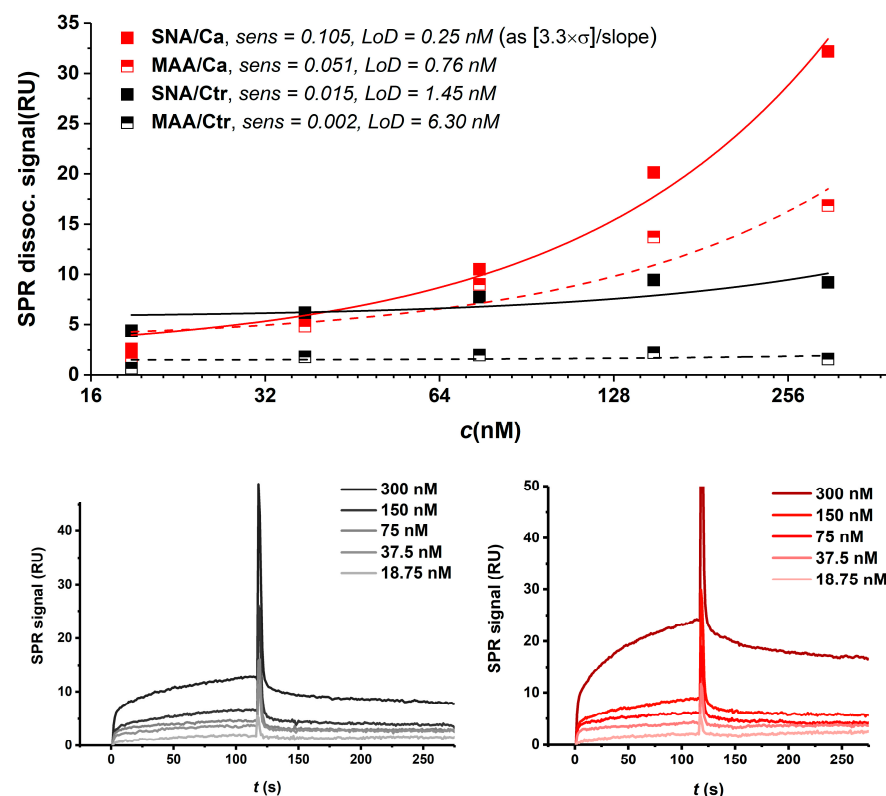 SPR dissoc. signal(RU)
35
30
25
20
15
10
5
0
SNA/Ca, sens = 0.105, LoD = 0.25 nM (as [3.3×σ]/slope)
MAA/Ca, sens = 0.051, LoD = 0.76 nM
SNA/Ctr, sens = 0.015, LoD = 1.45 nM
MAA/Ctr, sens = 0.002, LoD = 6.30 nM
16 32 64 128 256
c(nM)
SPR signal (RU)
40
30
20
10
0
300 nM
150 nM
75 nM
37.5 nM
18.75 nM
0 50 100 150 200 250
t (s)
SPR signal (RU)
50
40
30
20
10
0
300 nM
150 nM
75 nM
37.5 nM
18.75 nM
0 50 100 150 200 250
t (s)